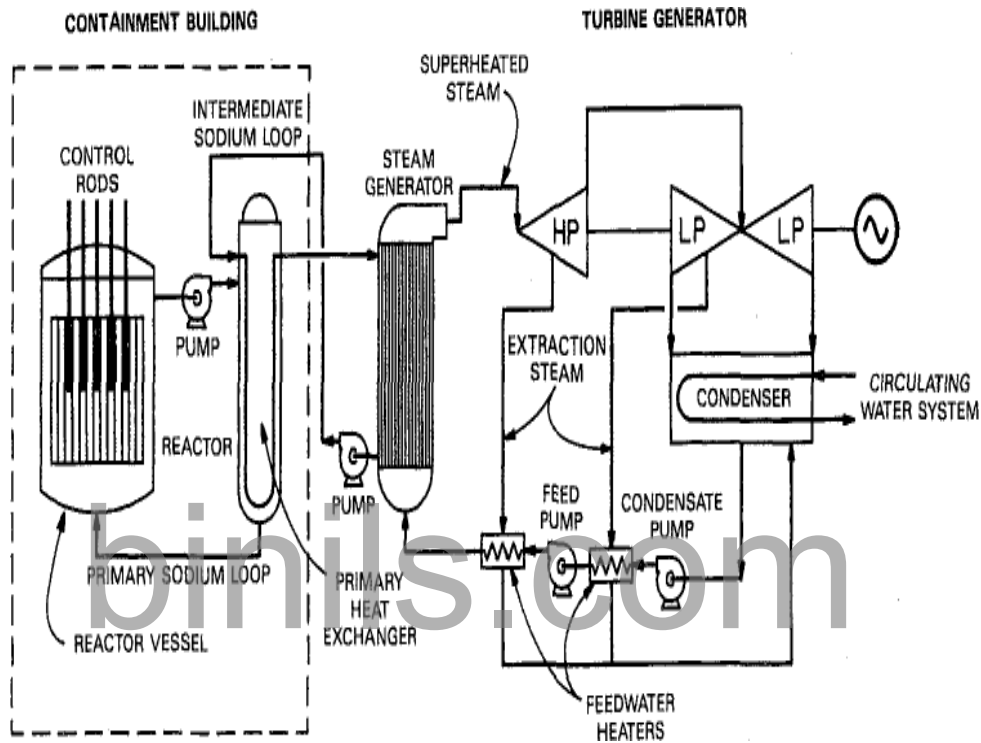 CONTAINMENT BUILDING
TURBINE GENERATOR
SUPERHEATED
STEAM
INTERMEDIATE
SODIUM LOOP
CONTROL
RODS
STEAM
GENERATOR
HP
LP
LP
PUMP
EXTRACTION
STEAM
CONDENSER
CIRCULATING
WATER SYSTEM
REACTOR
PUMP
FEED
PUMP
CONDENSATE
PUMP
binils.com
PRIMARY SODIUM LOOP
PRIMARY
HEAT
EXCHANGER
REACTOR VESSEL
FEEDWATER
HEATERS